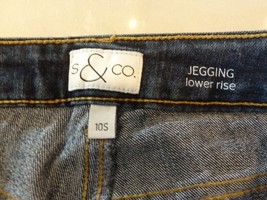 S & CO.
JEGGING
lower rise
10S